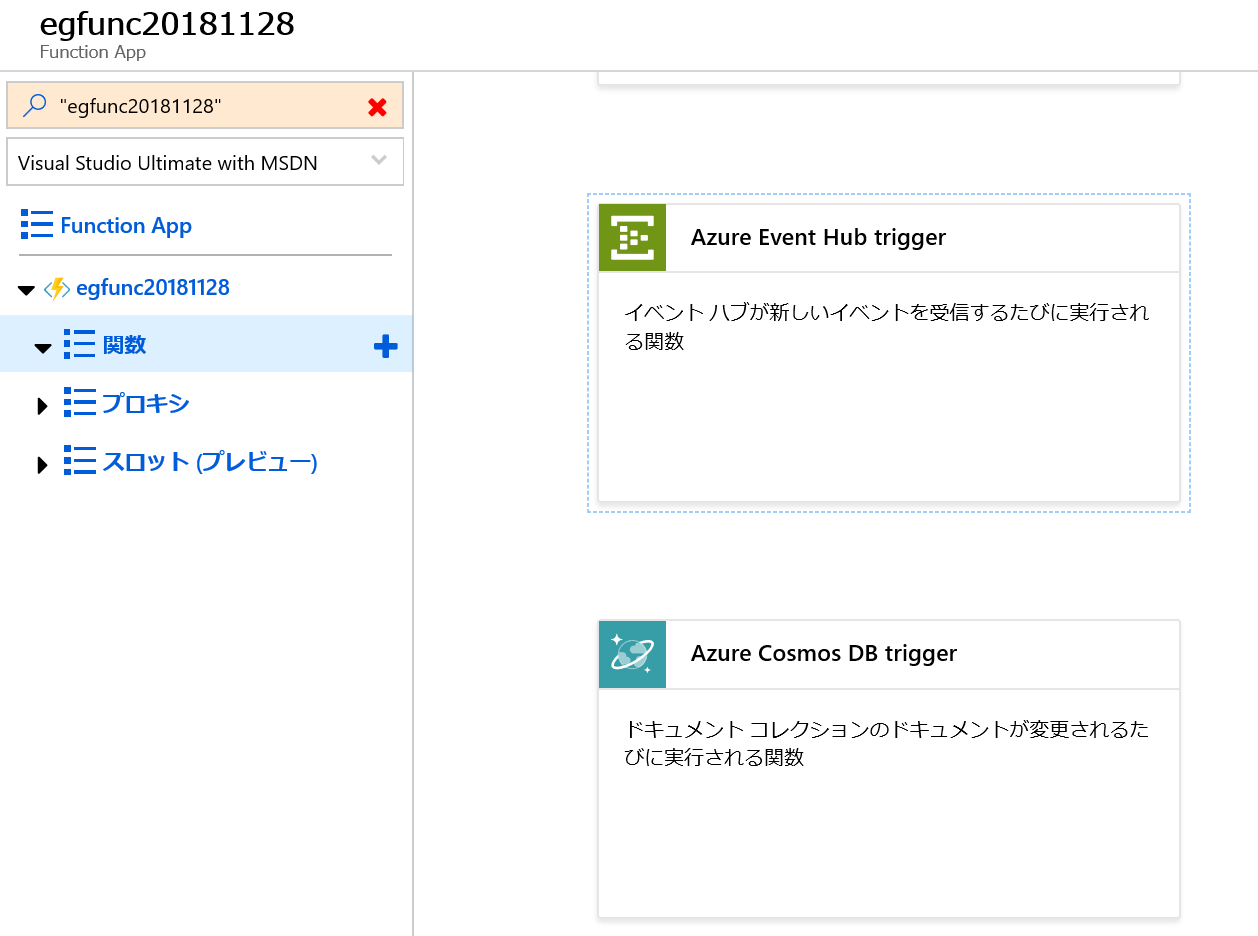 egfunc20181128
Function App
"egfunc20181128"
Visual Studio Ultimate with MSDN
Function App
egfunc20181128
関数
プロキシ
スロット (プレビュー)
Azure Event Hub trigger
イベント ハブが新しいイベントを受信するたびに実行され
る関数
Azure Cosmos DB trigger
ドキュメント コレクションのドキュメントが変更されるた
びに実行される関数